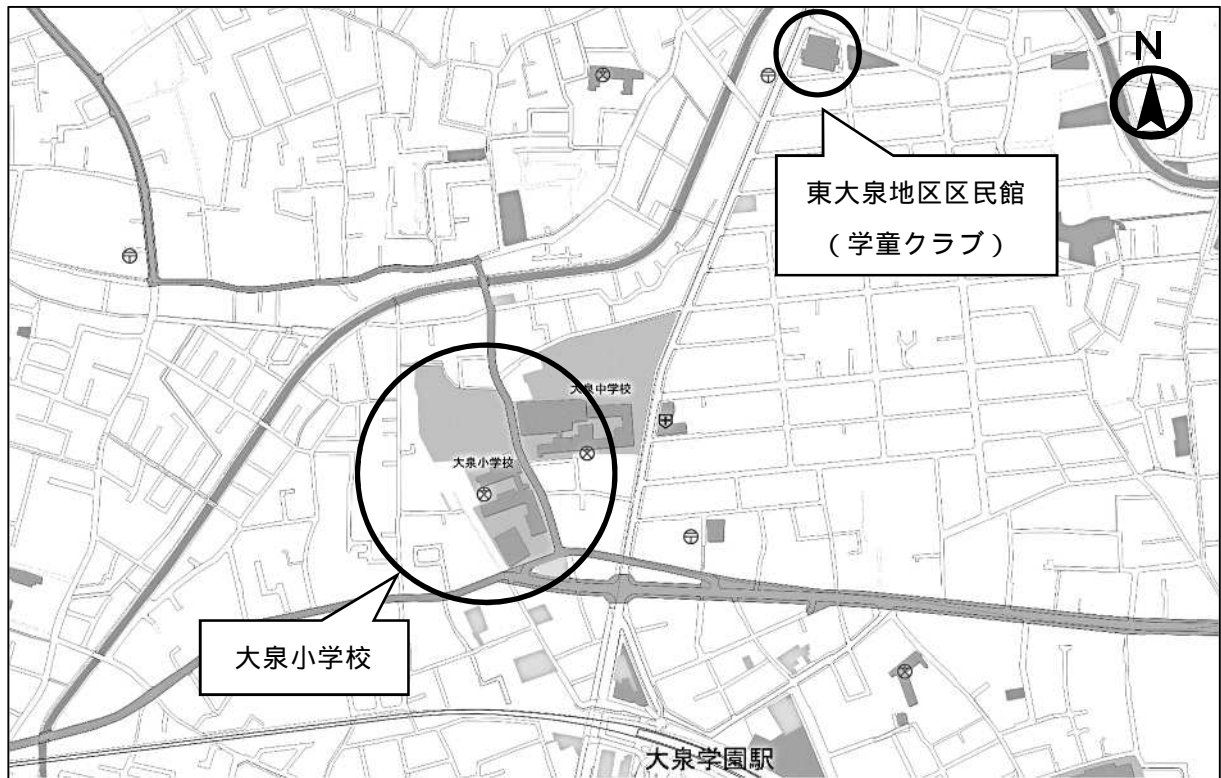 N
東大泉地区区民館
（学童クラブ）
大泉中学校
大泉小学校
大泉小学校
大泉学園駅